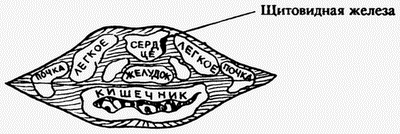 Щитовидная железа
ЛЕГКОЕ
СЕРД
ЦЕ
ЛЕГКОЕ
ПОЧКА
ЖЕЛУДОК
ПОЧКА
КИШЕЧНИК